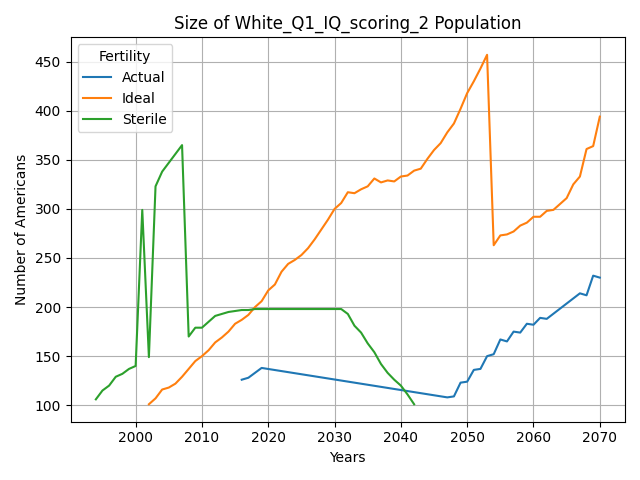 Size of White_Q1_IQ_scoring_2 Population
Fertility
Actual
Ideal
Sterile
Number of Americans
450
400
350
300
250
200
150
100
2000 2010 2020 2030 2040 2050 2060 2070
Years